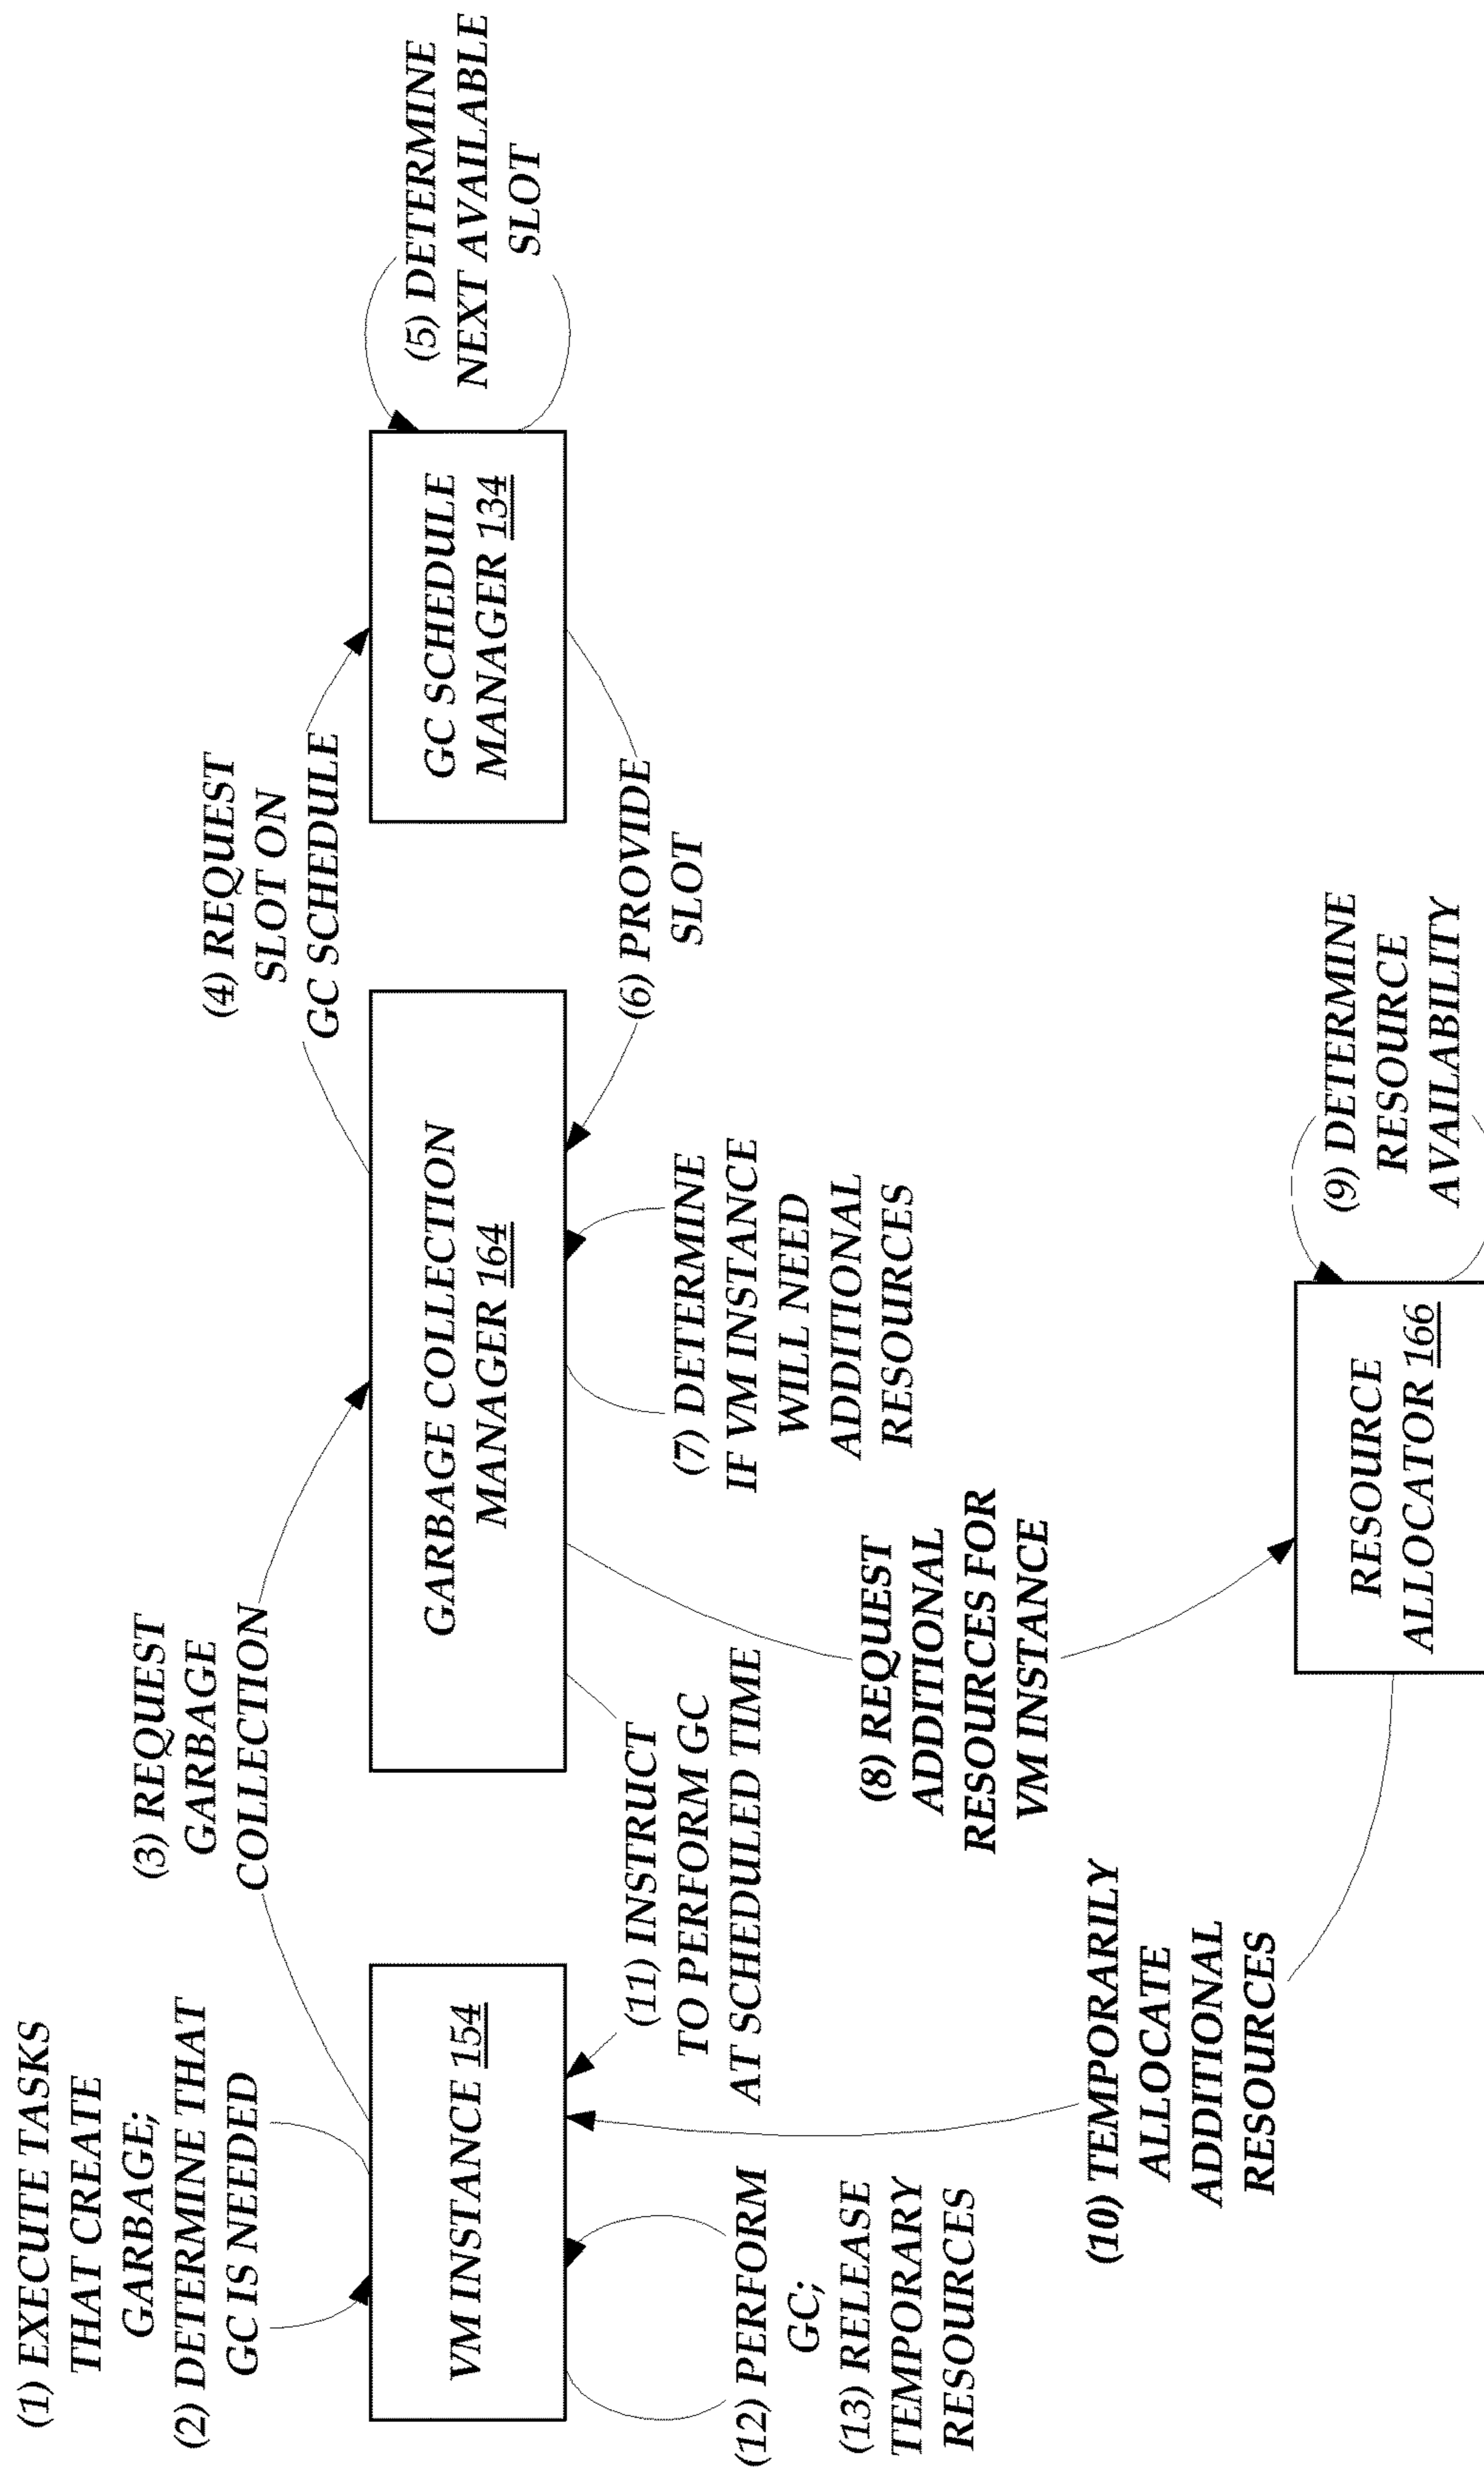 (1) EXECUTE TASKS
THAT CREATE
GARBAGE;
(2) DETERMINE THAT
GC IS NEEDED
(3) REQUEST
GARBAGE
COLLECTION
(4) REQUEST
SLOT ON
GC SCHEDULE
VM INSTANCE 154
GARBAGE COLLECTION
MANAGER 164
GC SCHEDULE
MANAGER 134
(5) DETERMINE
NEXT AVAILABLE
SLOT
(6) PROVIDE
SLOT
(7) DETERMINE
IF VM INSTANCE
WILL NEED
ADDITIONAL
RESOURCES
(11) INSTRUCT
TO PERFORM GC
AT SCHEDULED TIME
(12) PERFORM
GC;
(13) RELEASE
TEMPORARY
RESOURCES
(8) REQUEST
ADDITIONAL
RESOURCES FOR
VM INSTANCE
(10) TEMPORARILY
ALLOCATE
ADDITIONAL
RESOURCES
RESOURCE
ALLOCATOR 166
(9) DETERMINE
RESOURCE
AVAILABILITY